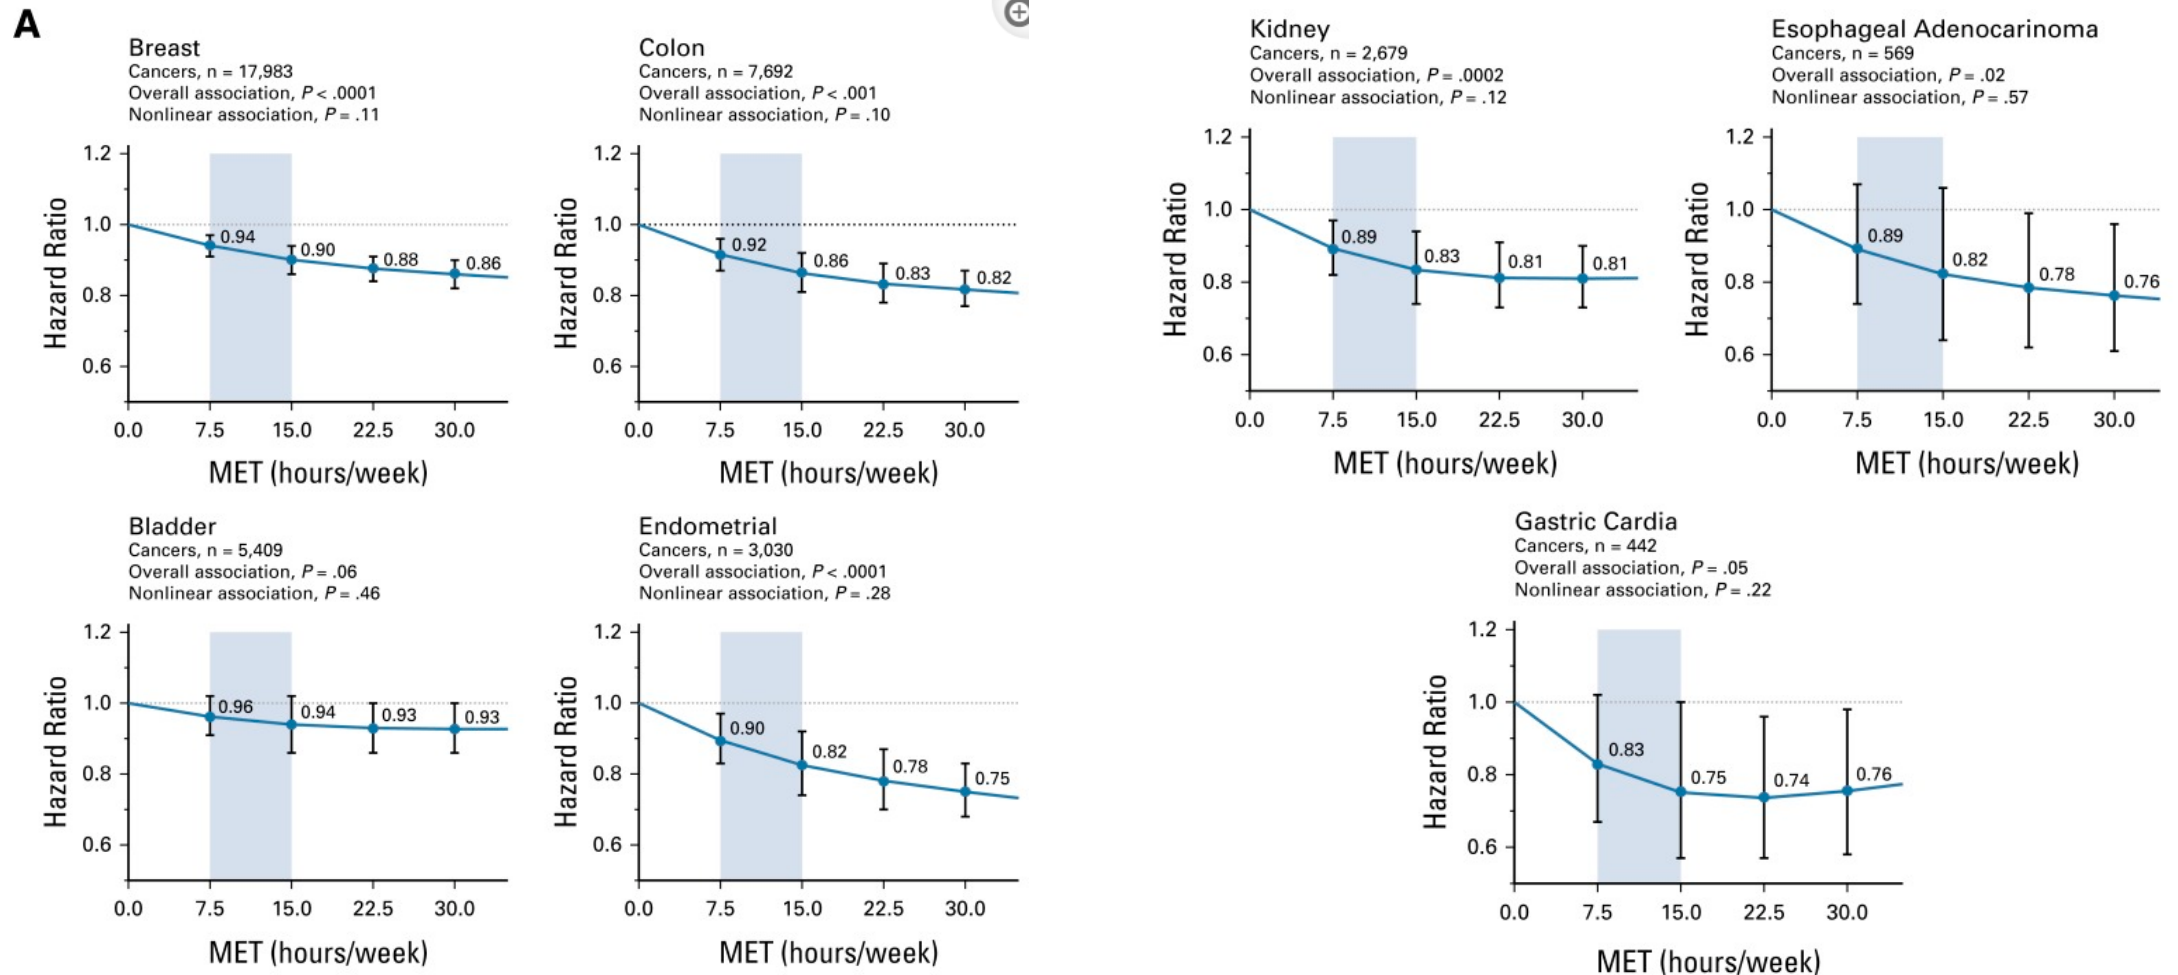 A
Breast
Cancers, n = 17,983
Overall association, P < .0001
Nonlinear association, P = .11
1.2
1.0
0.8
0.6
Hazard Ratio
0.94
0.90
0.88
0.86
0.0 7.5 15.0 22.5 30.0
MET (hours/week)
Colon
Cancers, n = 7,692
Overall association, P < .001
Nonlinear association, P = .10
1.2
1.0
0.8
0.6
Hazard Ratio
0.92
0.86
0.83
0.82
0.0 7.5 15.0 22.5 30.0
MET (hours/week)
Kidney
Cancers, n = 2,679
Overall association, P = .0002
Nonlinear association, P = .12
1.2
1.0
0.8
0.6
Hazard Ratio
0.89
0.83
0.81
0.81
0.0 7.5 15.0 22.5 30.0
MET (hours/week)
Esophageal Adenocarinoma
Cancers, n = 569
Overall association, P = .02
Nonlinear association, P = .57
1.2
1.0
0.8
0.6
Hazard Ratio
0.89
0.82
0.78
0.76
0.0 7.5 15.0 22.5 30.0
MET (hours/week)
Bladder
Cancers, n = 5,409
Overall association, P = .06
Nonlinear association, P = .46
1.2
1.0
0.8
0.6
Hazard Ratio
0.96
0.94
0.93
0.93
0.0 7.5 15.0 22.5 30.0
MET (hours/week)
Endometrial
Cancers, n = 3,030
Overall association, P < .0001
Nonlinear association, P = .28
1.2
1.0
0.8
0.6
Hazard Ratio
0.90
0.82
0.78
0.75
0.0 7.5 15.0 22.5 30.0
MET (hours/week)
Gastric Cardia
Cancers, n = 442
Overall association, P = .05
Nonlinear association, P = .22
1.2
1.0
0.8
0.6
Hazard Ratio
0.83
0.75
0.74
0.76
0.0 7.5 15.0 22.5 30.0
MET (hours/week)